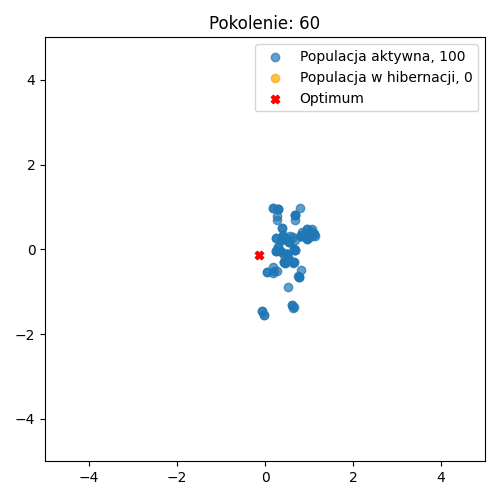 Pokolenie: 60
Populacja aktywna, 100
Populacja w hibernacji, 0
Optimum
4
2
0
−2
−4
−4 −2 0 2 4